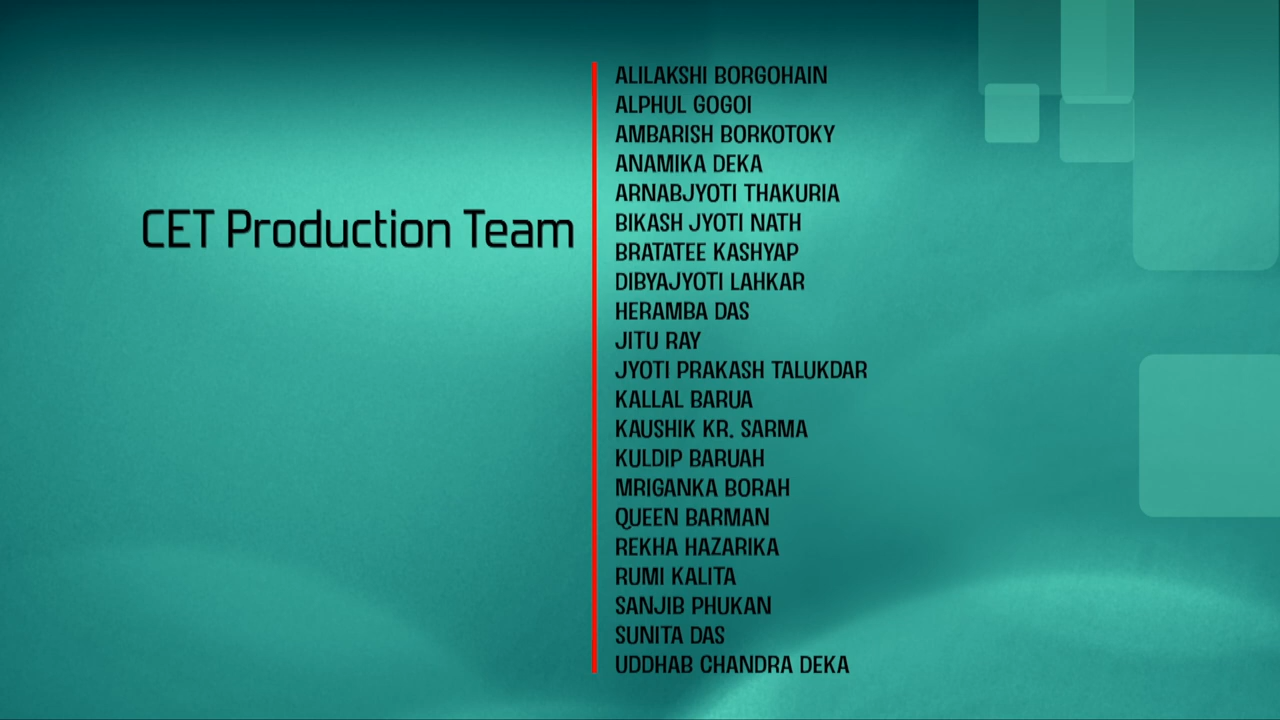 CET Production Team
ALILAKSHI BORGOHAIN
ALPHUL GOGOI
AMBARISH BORKOTOKY
ANAMIKA DEKA
ARNABJYOTI THAKURIA
BIKASH JYOTI NATH
BRATATEE KASHYAP
DIBYAJYOTI LAHKAR
HERAMBA DAS
JITU RAY
JYOTI PRAKASH TALUKDAR
KALLAL BARUA
KAUSHIK KR. SARMA
KULDIP BARUAH
MRIGANKA BORAH
QUEEN BARMAN
REKHA HAZARIKA
RUMI KALITA
SANJIB PHUKAN
SUNITA DAS
UDDHAB CHANDRA DEKA